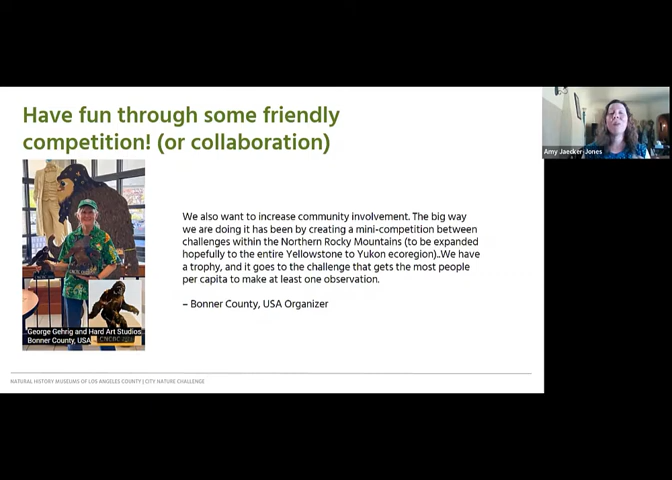 Have fun through some friendly
competition! (or collaboration)
Amy Jaecker-Jones
We also want to increase community involvement. The big way
we are doing it has been by creating a mini-competition between
challenges within the Northern Rocky Mountains (to be expanded
hopefully to the entire Yellowstone to Yukon ecoregion)..We have
a trophy, and it goes to the challenge that gets the most people
per capita to make at least one observation.
– Bonner County, USA Organizer
George Gehrig and Hard Art Studios
Bonner County, USA
NATURAL HISTORY MUSEUMS OF LOS ANGELES COUNTY | CITY NATURE CHALLENGE